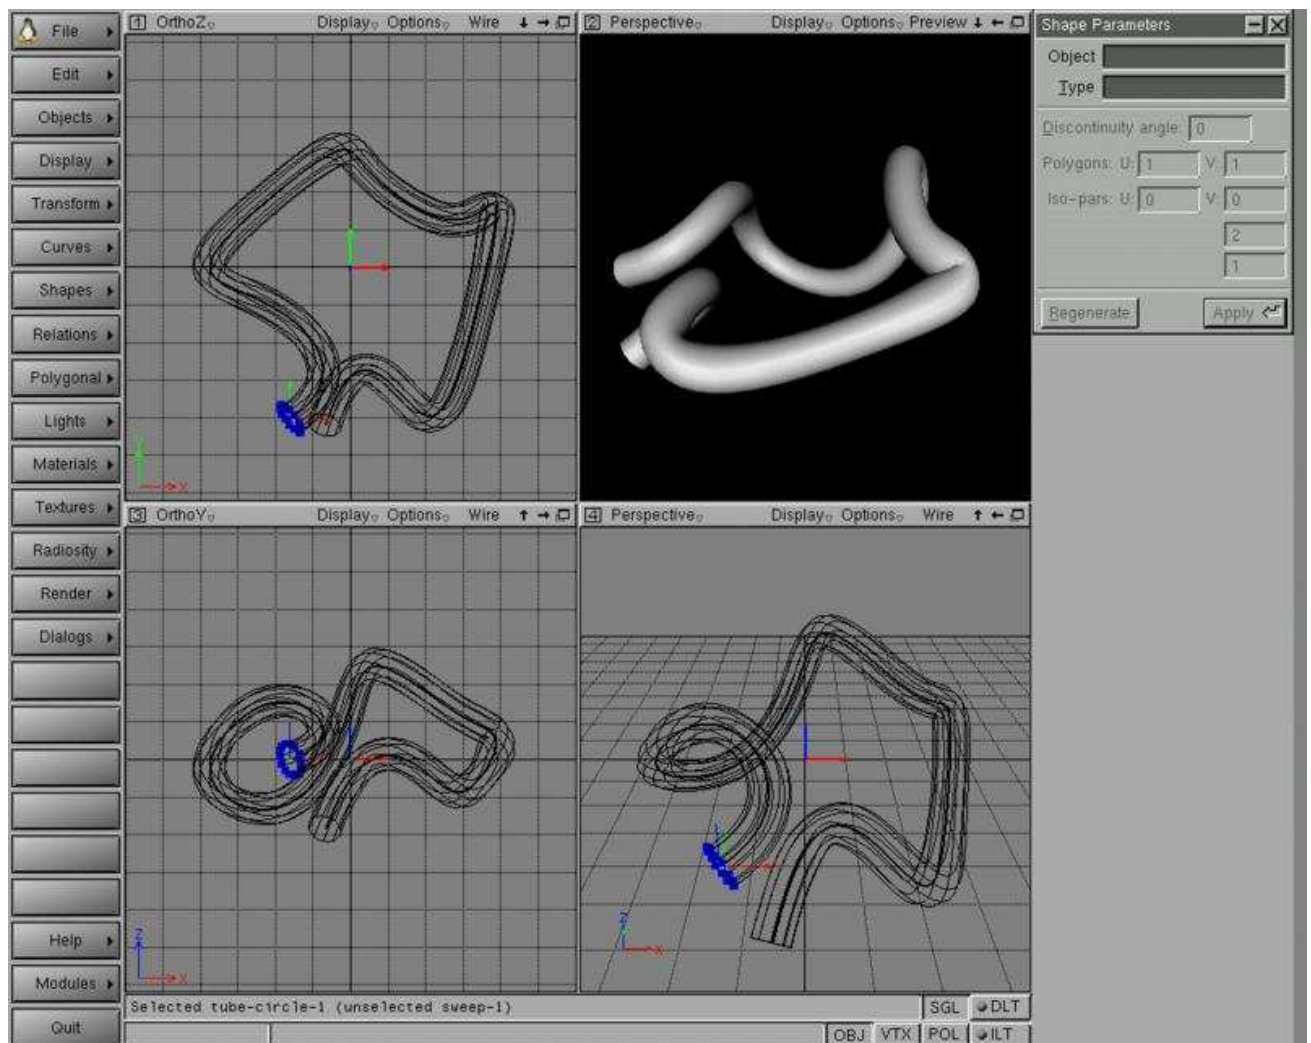 File
Edit
Objects
Display
Transform
Curves
Shapes
Relations
Polygonal
Lights
Materials
Textures
Radiosity
Render
Dialogs
Help
Modules
Quit
1 OrthoZ Display Options Wire
Y
X
2 Perspective Display Options Preview
3 OrthoY Display Options Wire
Z
X
4 Perspective Display Options Wire
Z
X
Selected tube-circle-1 (unselected sweep-1)
SGL DLT
OBJ VTX POL ILT
Shape Parameters
Object
Type
Discontinuity angle: 0
Polygons: U: 1 V: 1
Iso-pars: U: 0 V: 0
2
1
Regenerate Apply